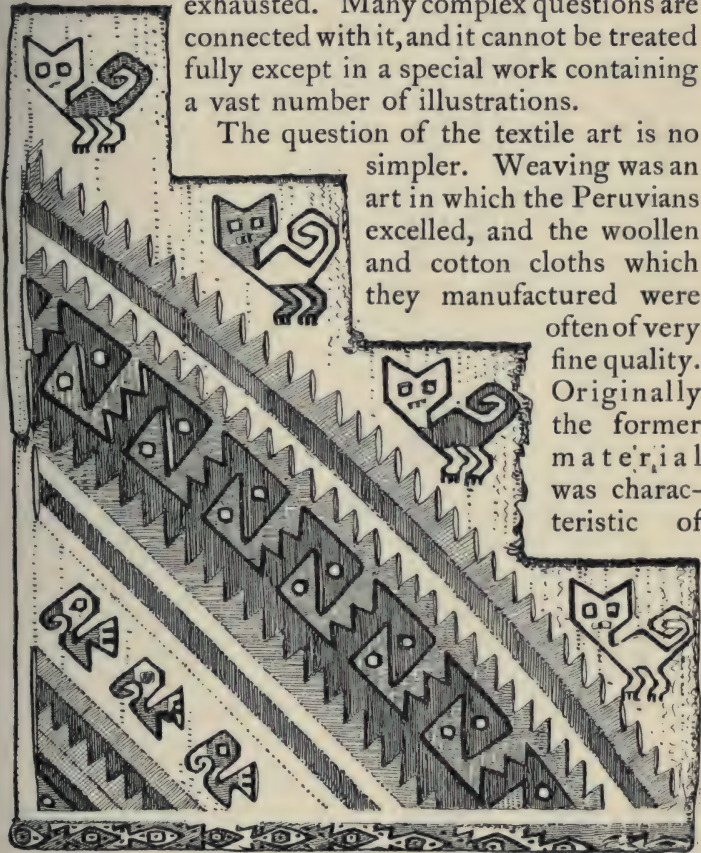 exhausted. Many complex questions are
connected with it, and it cannot be treated
fully except in a special work containing
a vast number of illustrations.
The question of the textile art is no
simpler. Weaving was an
art in which the Peruvians
excelled, and the woollen
and cotton cloths which
they manufactured were
often of very
fine quality.
Originally
the former
material
was charac-
teristic of